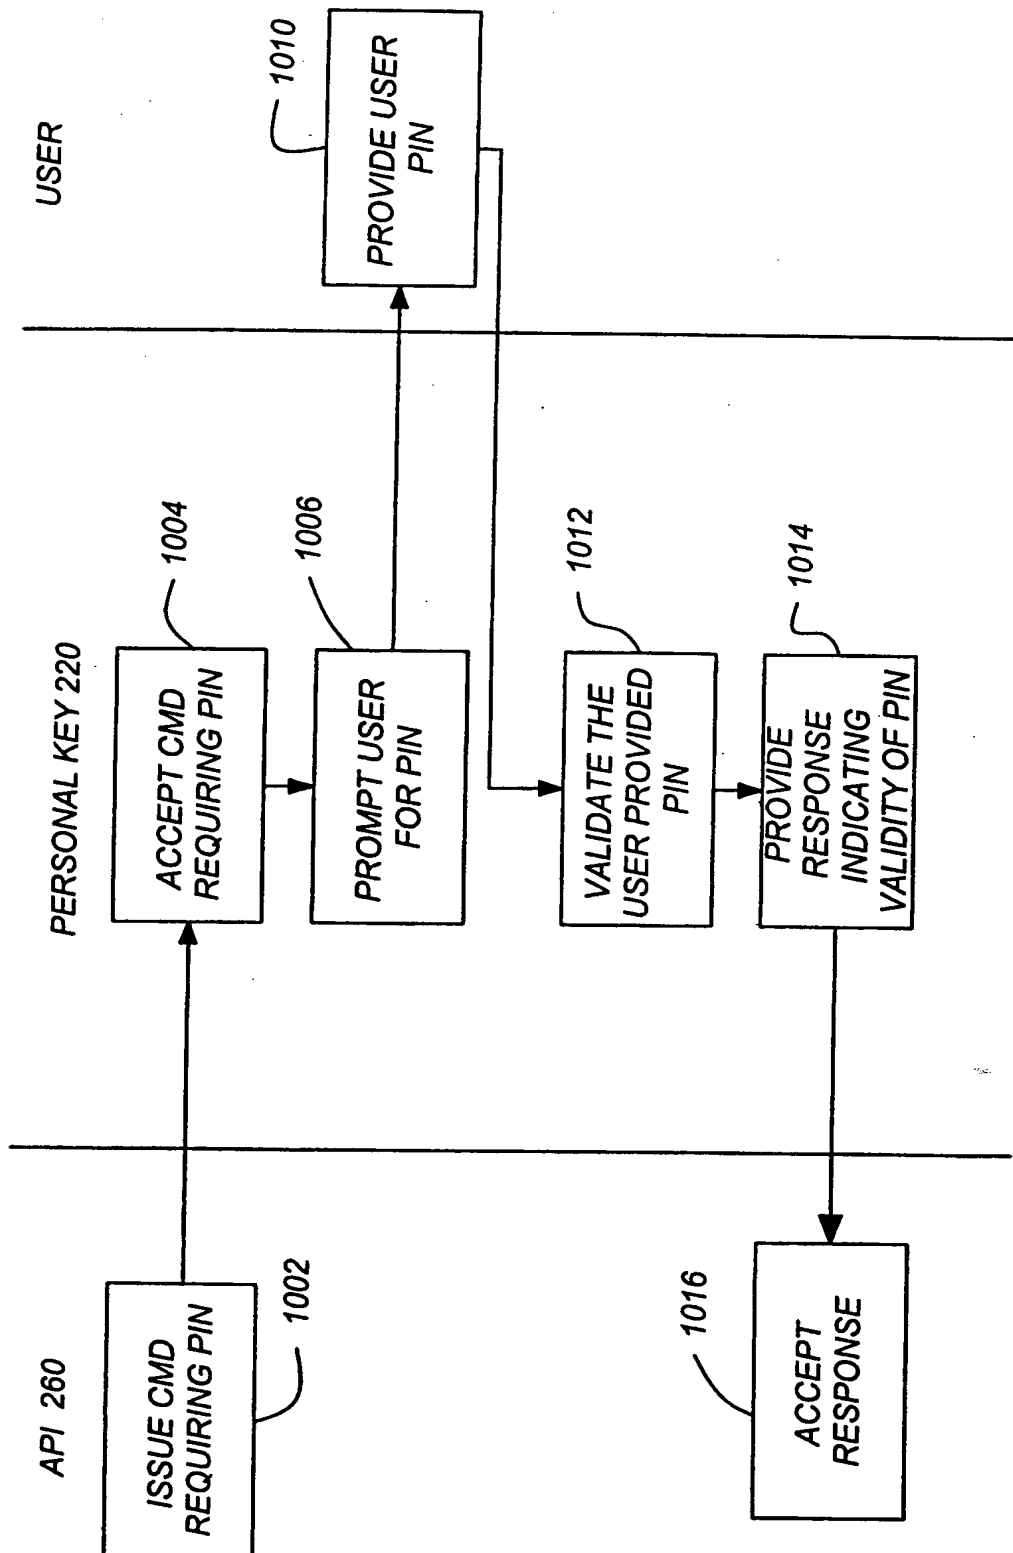 API 260
PERSONAL KEY 220
USER
ISSUE CMD
REQUIRING PIN
1002
ACCEPT CMD
REQUIRING PIN
1004
PROMPT USER
FOR PIN
1006
PROVIDE USER
PIN
1010
VALIDATE THE
USER PROVIDED
PIN
1012
PROVIDE
RESPONSE
INDICATING
VALIDITY OF PIN
1014
ACCEPT
RESPONSE
1016